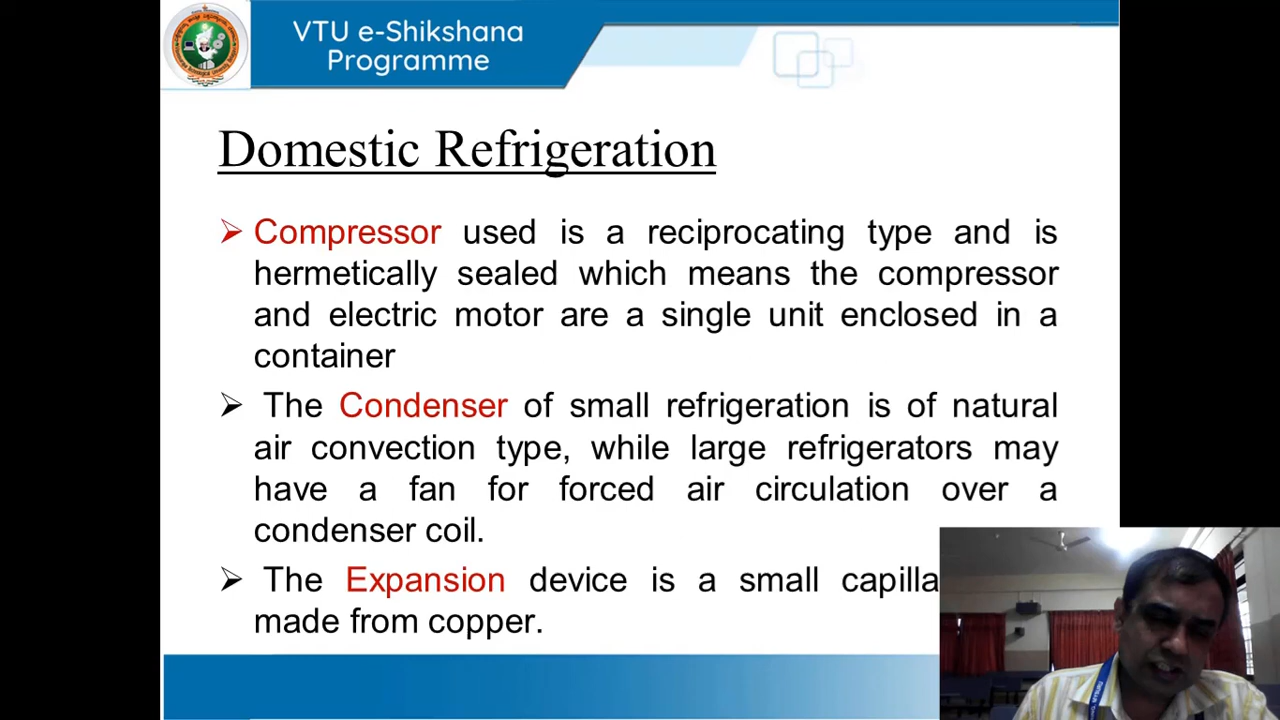 VTU e-Shikshana
Programme
Domestic Refrigeration
➢ Compressor used is a reciprocating type and is
hermetically sealed which means the compressor
and electric motor are a single unit enclosed in a
container
➢ The Condenser of small refrigeration is of natural
air convection type, while large refrigerators may
have a fan for forced air circulation over a
condenser coil.
➢ The Expansion device is a small
made from copper.